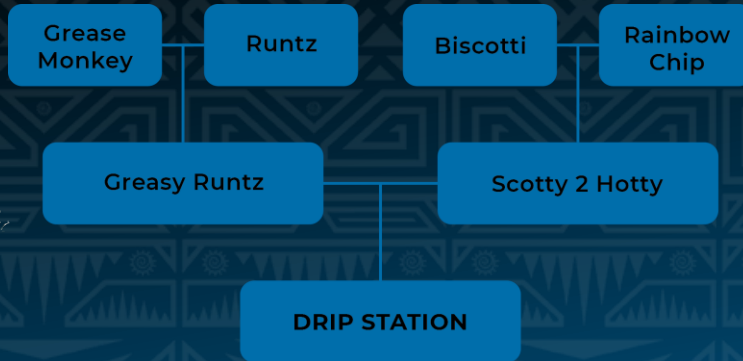 Grease
Monkey
Runtz
Biscotti
Rainbow
Chip
Greasy Runtz
Scotty 2 Hotty
DRIP STATION